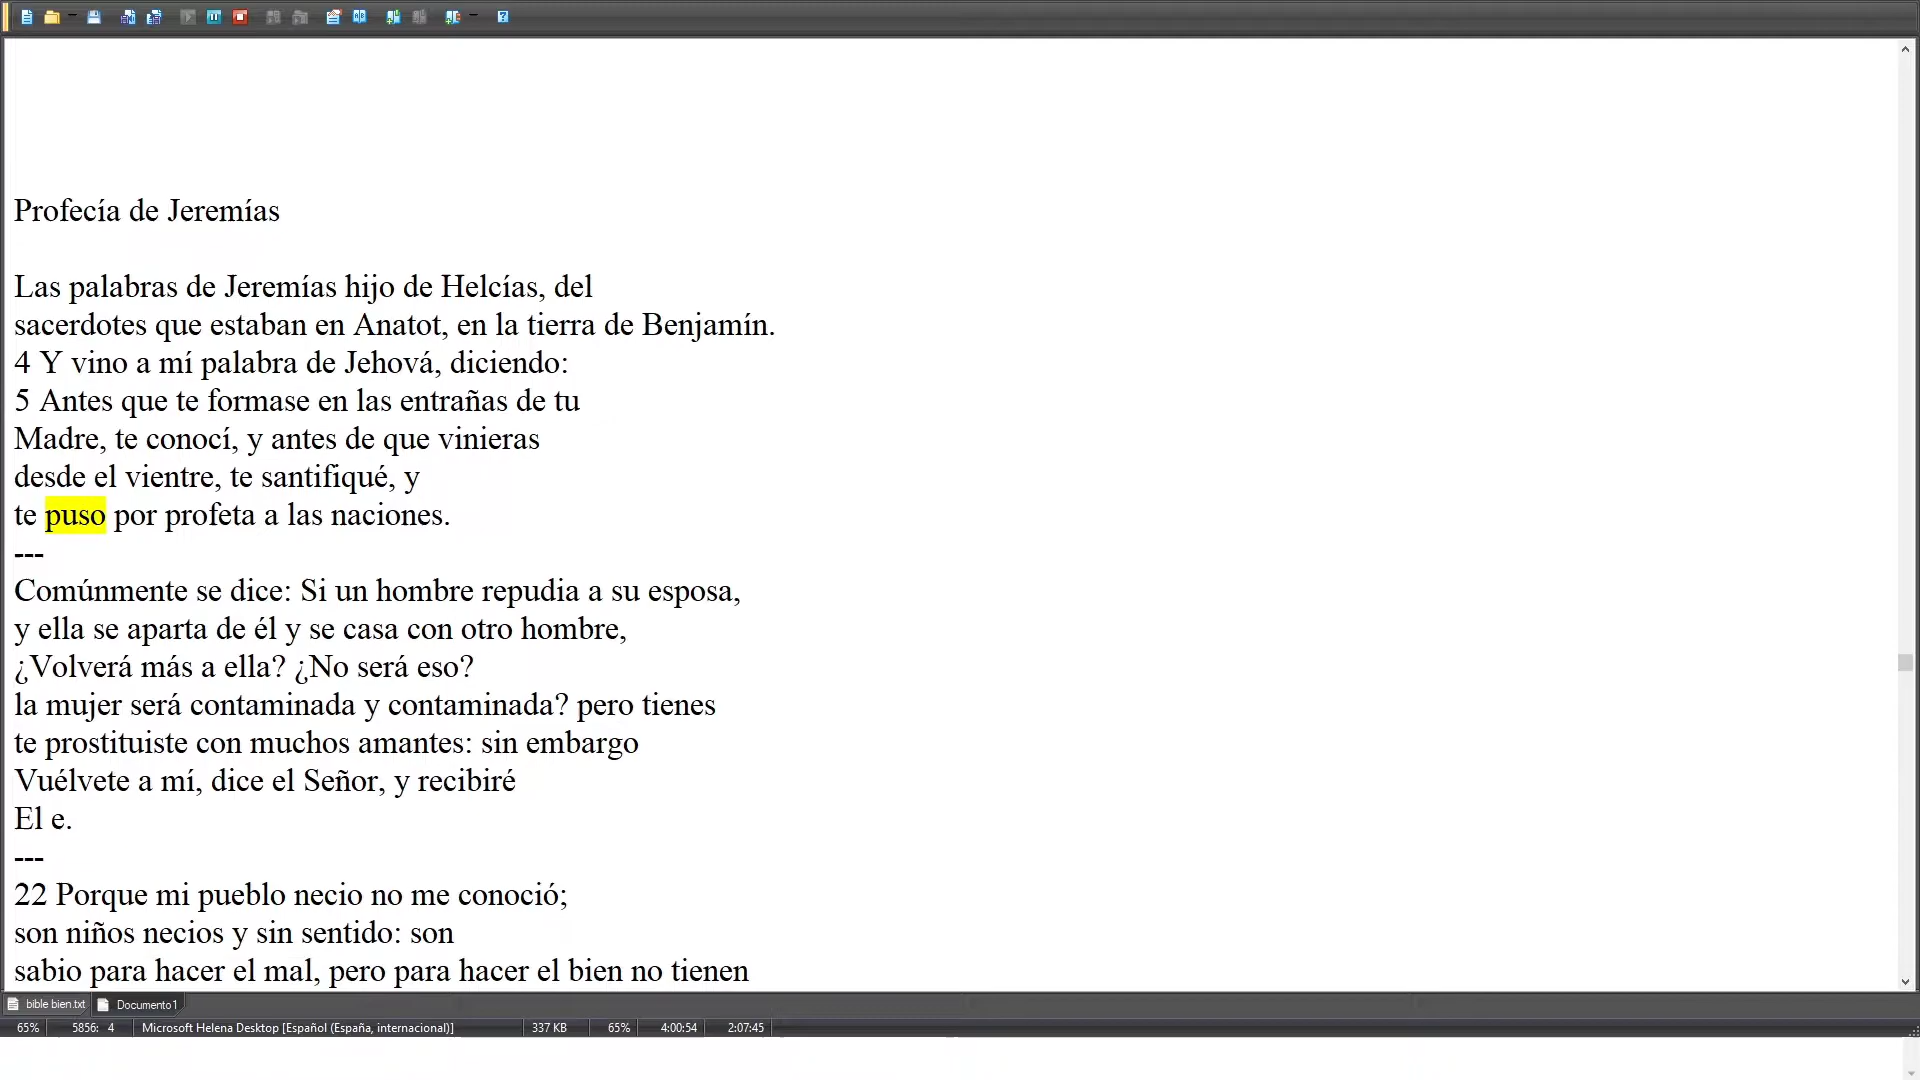 Profecía de Jeremías
Las palabras de Jeremías hijo de Helcías, del
sacerdotes que estaban en Anatot, en la tierra de Benjamín.
4 Y vino a mí palabra de Jehová, diciendo:
5 Antes que te formase en las entrañas de tu
Madre, te conocí, y antes de que vinieras
desde el vientre, te santifiqué, y
te puso por profeta a las naciones.
---
Comúnmente se dice: Si un hombre repudia a su esposa,
y ella se aparta de él y se casa con otro hombre,
¿Volverá más a ella? ¿No será eso?
la mujer será contaminada y contaminada? pero tienes
te prostituiste con muchos amantes: sin embargo
Vuélvete a mí, dice el Señor, y recibiré
El e.
---
22 Porque mi pueblo necio no me conoció;
son niños necios y sin sentido: son
sabio para hacer el mal, pero para hacer el bien no tienen
bible bien.txt Documento1
65% 5856: 4 Microsoft Helena Desktop [Español (España, internacional)] 337 KB 65% 4:00:54 2:07:45